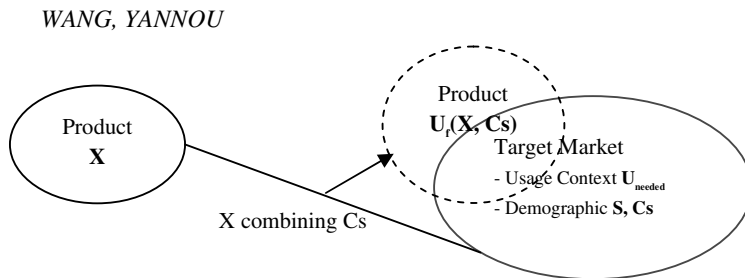 WANG, YANNOU
Product
X
Product
Uf(X, Cs)
Target Market
- Usage Context Uneeded
- Demographic S, Cs
X combining Cs